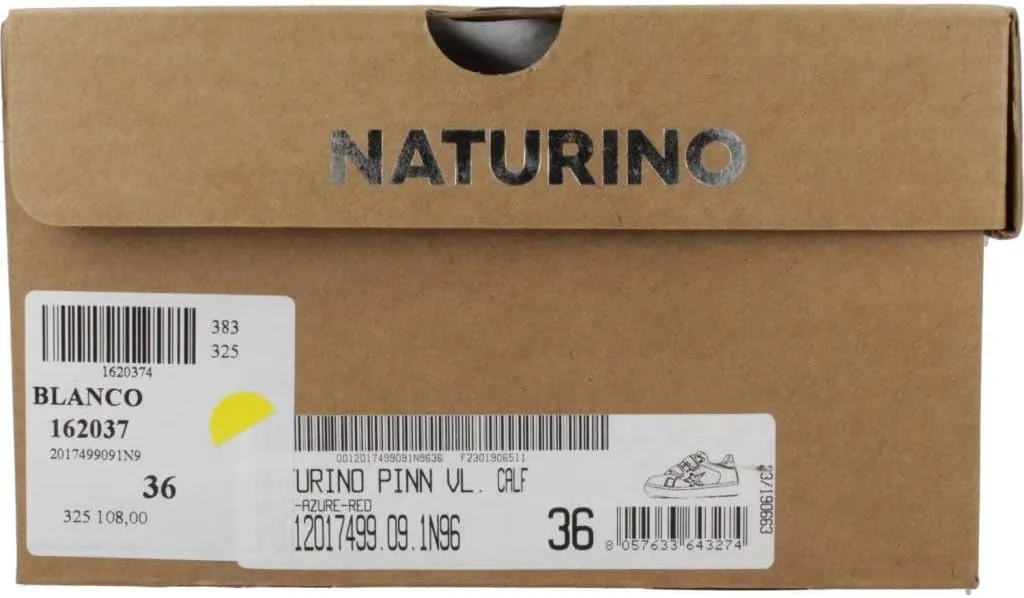 NATURINO
383
325
1620374
BLANCO
162037
2017499091N9
36
325 108,00
0012017499091N9636 F2301906511
URINO PINN VL. CALF
-AZURE-RED
12017499.09.1N96
36
8 057633 643274
23/190663